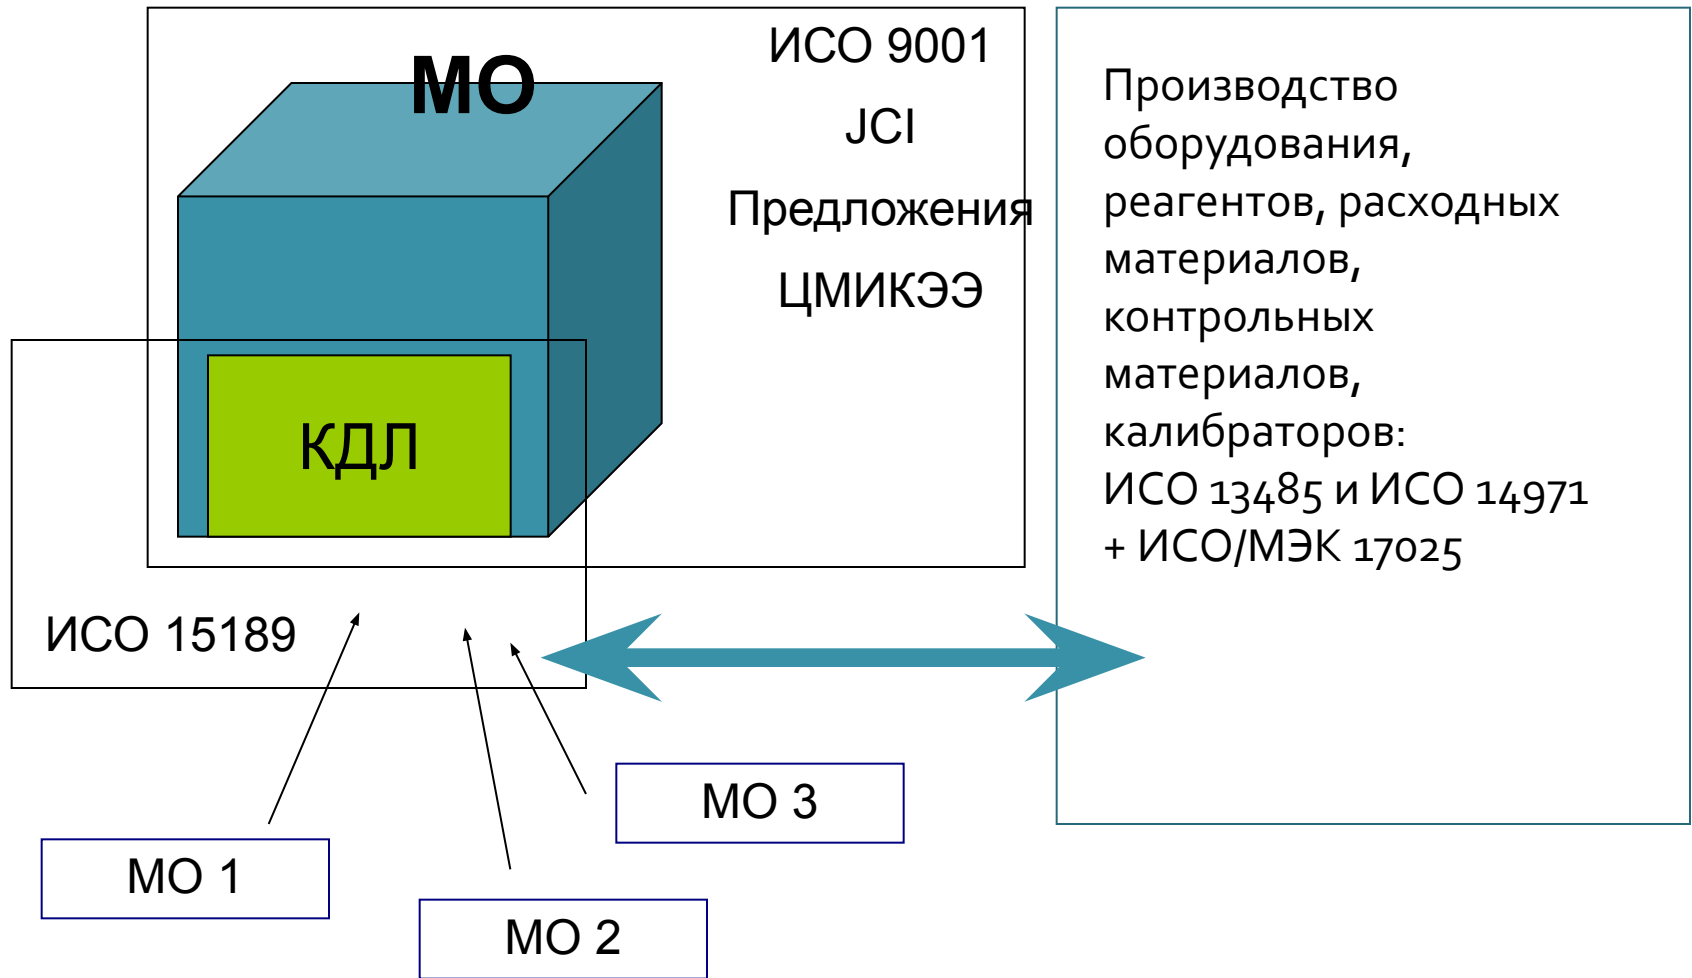 МО
ИСО 9001
JCI
Предложения
ЦМИКЭЭ
КДЛ
ИСО 15189
МО 1
МО 2
МО 3
Производство
оборудования,
реагентов, расходных
материалов,
контрольных
материалов,
калибраторов:
ИСО 13485 и ИСО 14971
+ ИСО/МЭК 17025